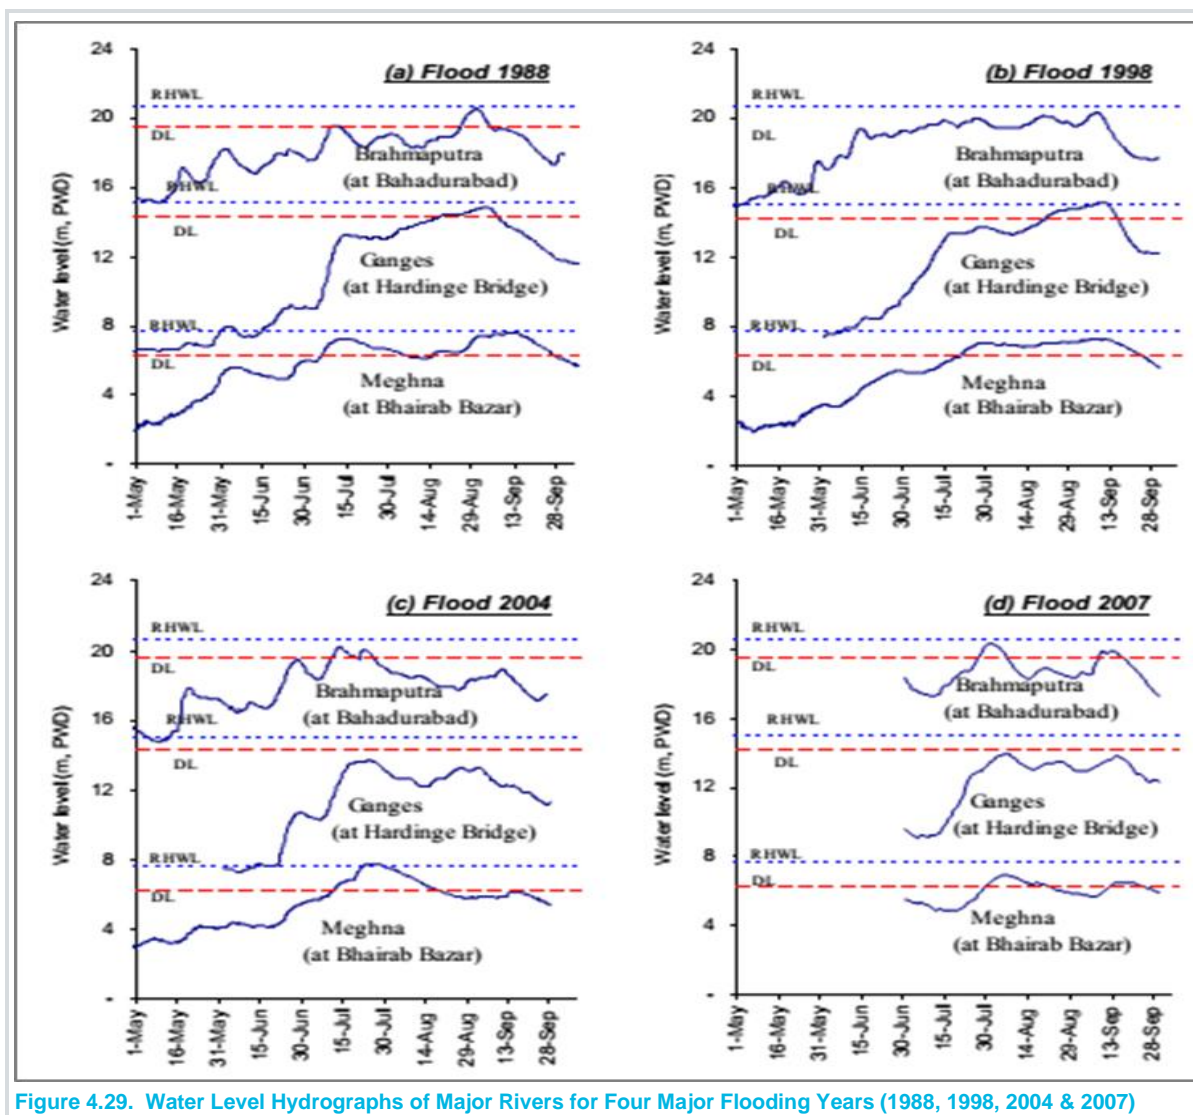 (a) Flood 1988
Water level (m, PWD)
24
20
16
12
8
4
-
RHWL
DL
Brahmaputra
(at Bahadurabad)
RHWL
DL
Ganges
(at Hardinge Bridge)
RHWL
DL
Meghna
(at Bhairab Bazar)
1-May
16-May
31-May
15-Jun
30-Jun
15-Jul
30-Jul
14-Aug
29-Aug
13-Sep
28-Sep
(b) Flood 1998
Water level (m, PWD)
24
20
16
12
8
4
-
RHWL
DL
Brahmaputra
(at Bahadurabad)
RHWL
DL
Ganges
(at Hardinge Bridge)
RHWL
DL
Meghna
(at Bhairab Bazar)
1-May
16-May
31-May
15-Jun
30-Jun
15-Jul
30-Jul
14-Aug
29-Aug
13-Sep
28-Sep
(c) Flood 2004
Water level (m, PWD)
24
20
16
12
8
4
-
RHWL
DL
Brahmaputra
(at Bahadurabad)
RHWL
DL
Ganges
(at Hardinge Bridge)
RHWL
DL
Meghna
(at Bhairab Bazar)
1-May
16-May
31-May
15-Jun
30-Jun
15-Jul
30-Jul
14-Aug
29-Aug
13-Sep
28-Sep
(d) Flood 2007
Water level (m, PWD)
24
20
16
12
8
4
-
RHWL
DL
Brahmaputra
(at Bahadurabad)
RHWL
DL
Ganges
(at Hardinge Bridge)
RHWL
DL
Meghna
(at Bhairab Bazar)
1-May
16-May
31-May
15-Jun
30-Jun
15-Jul
30-Jul
14-Aug
29-Aug
13-Sep
28-Sep
Figure 4.29. Water Level Hydrographs of Major Rivers for Four Major Flooding Years (1988, 1998, 2004 & 2007)